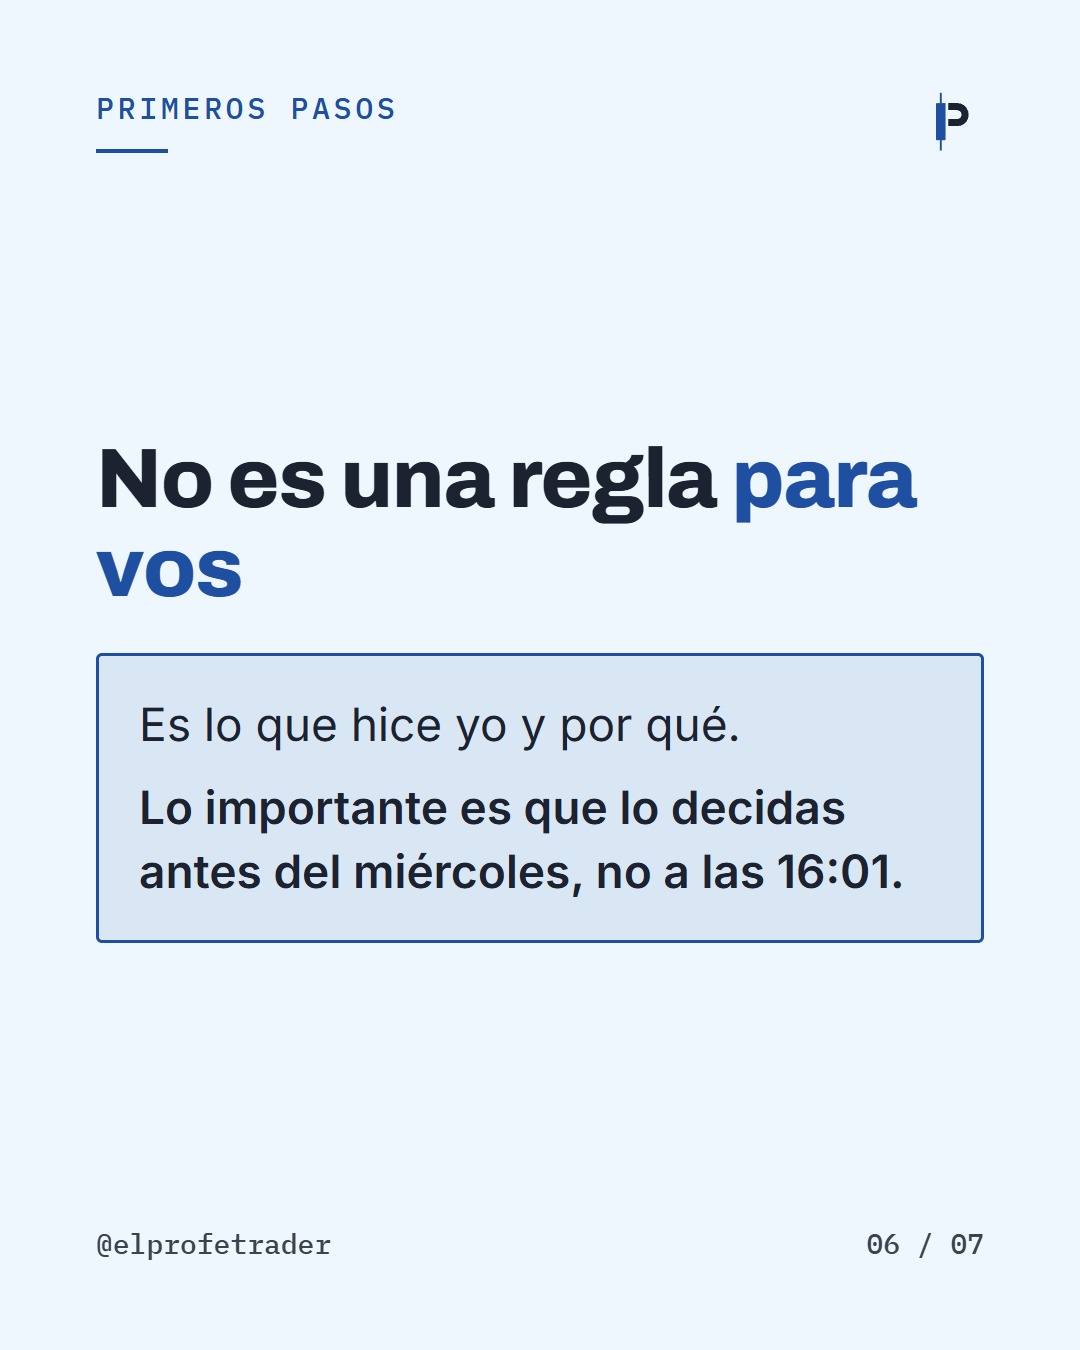 PRIMEROS PASOS
No es una regla para
vos
Es lo que hice yo y por qué.
Lo importante es que lo decidas
antes del miércoles, no a las 16:01.
@elprofetrader
06 / 07